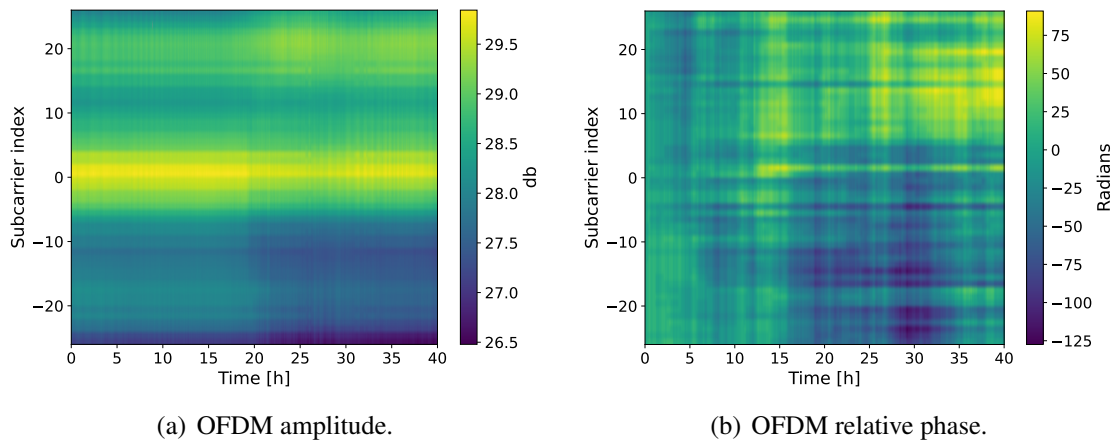 20
10
0
−10
−20
Subcarrier index
0 5 10 15 20 25 30 35 40
Time [h]
29.5
29.0
28.5
28.0
27.5
27.0
26.5
db
20
10
0
−10
−20
Subcarrier index
0 5 10 15 20 25 30 35 40
Time [h]
75
50
25
0
−25
−50
−75
−100
−125
Radians
(a) OFDM amplitude.
(b) OFDM relative phase.